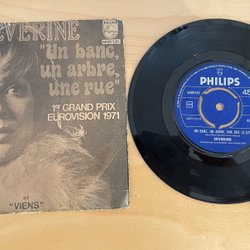 SEVERINE
PHILIPS
"Un banc,
un arbre,
une rue"
1er GRAND PRIX
EUROVISION 1971
et
"VIENS"
PHILIPS
45
UN BANC, UN ARBRE, UNE RUE
SEVERINE